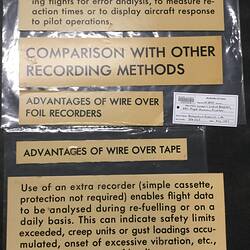 ing flights for error analysis, to measure re-
action times or to display aircraft response
to pilot operations.
COMPARISON WITH OTHER
RECORDING METHODS
ADVANTAGES OF WIRE OVER
FOIL RECORDERS
ADVANTAGES OF WIRE OVER TAPE
Use of an extra recorder (simple cassette,
protection not required) enables flight data
to be analysed during re-fuelling or on a
daily basis. This can indicate safety limits
exceeded, creep units or gust loadings accu-
mulated, onset of excessive vibration, etc.,